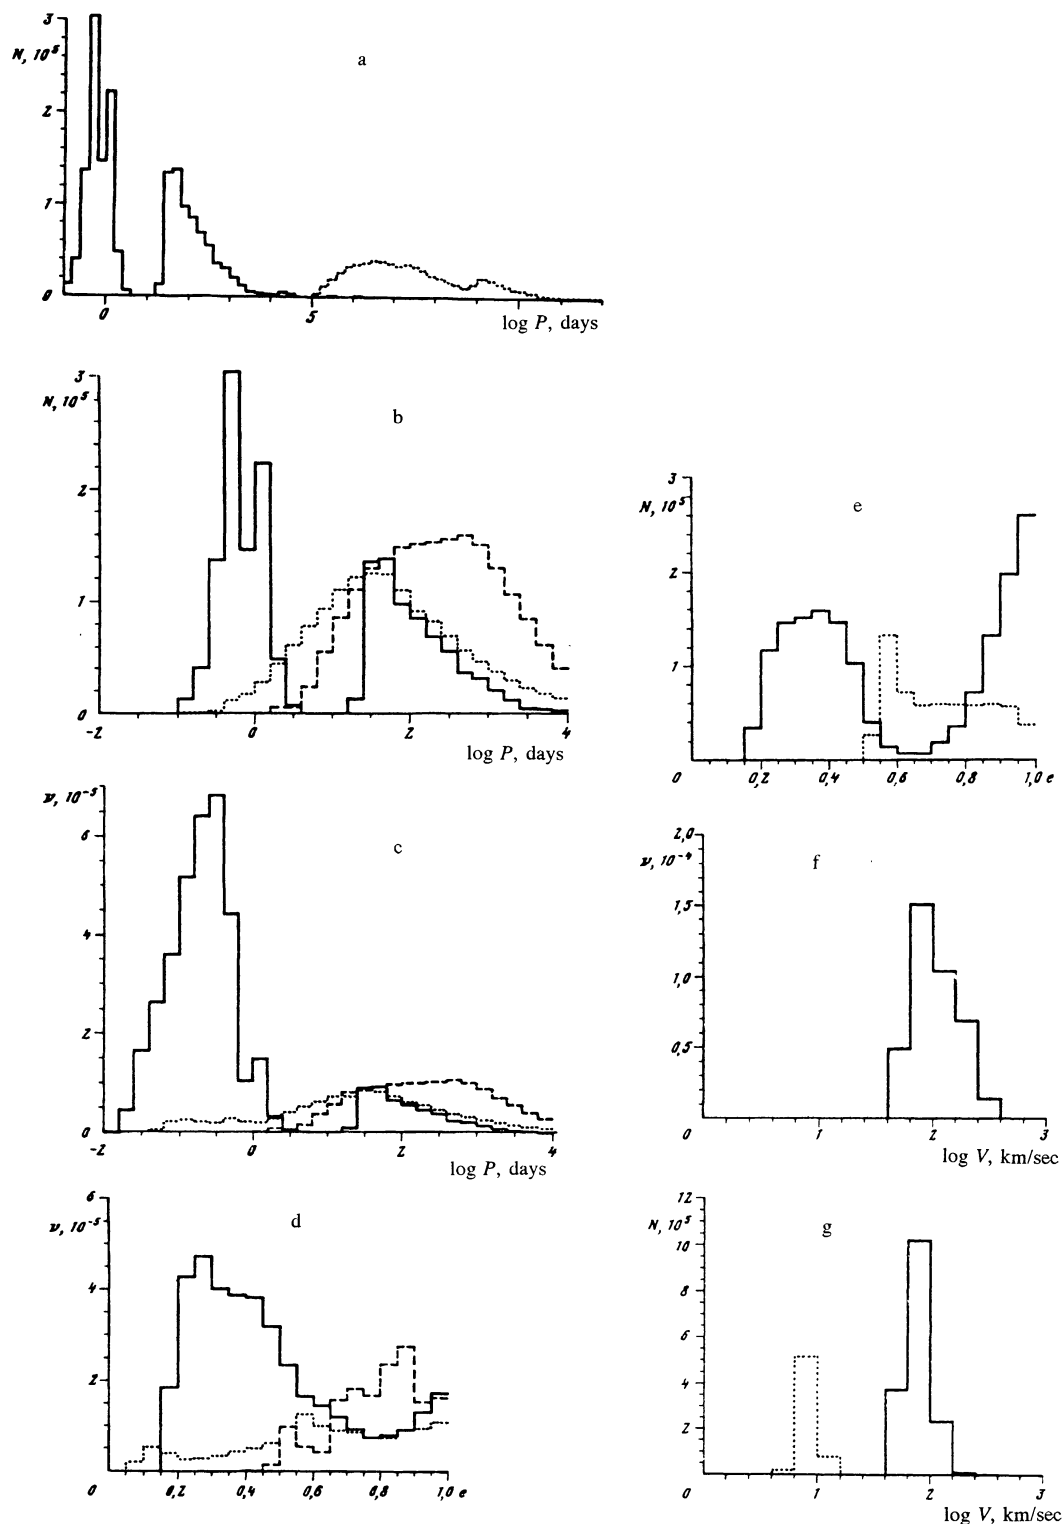 3
N, 10⁵
a
2
1
0
0
5
log P, days
3
N, 10⁵
b
2
1
0
-2
0
2
4
log P, days
3
N, 10⁵
e
2
1
0
0,2
0,4
0,6
0,8
1,0 e
ν, 10⁻⁵
6
c
4
2
0
-2
0
2
4
log P, days
2,0
ν, 10⁻⁴
f
1,5
1,0
0,5
0
1
2
3
log V, km/sec
6
ν, 10⁻⁵
d
4
2
0
0,2
0,4
0,6
0,8
1,0 e
12
N, 10⁵
g
10
8
6
4
2
0
1
2
3
log V, km/sec